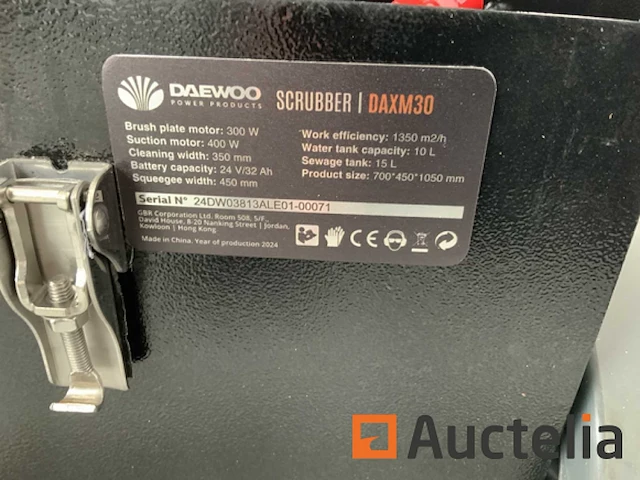 DAEWOO
POWER PRODUCTS
SCRUBBER | DAXM30
Brush plate motor: 300 W
Suction motor: 400 W
Cleaning width: 350 mm
Battery capacity: 24 V/32 Ah
Squeegee width: 450 mm
Work efficiency: 1350 m2/h
Water tank capacity: 10 L
Sewage tank: 15 L
Product size: 700*450*1050 mm
Serial N° 24DW03813ALE01-00071
GBR Corporation Ltd. Room 508, 5/F,
David House, 8-20 Nanking Street | Jordan,
Kowloon | Hong Kong
Made in China. Year of production 2024
CE
Auctelia